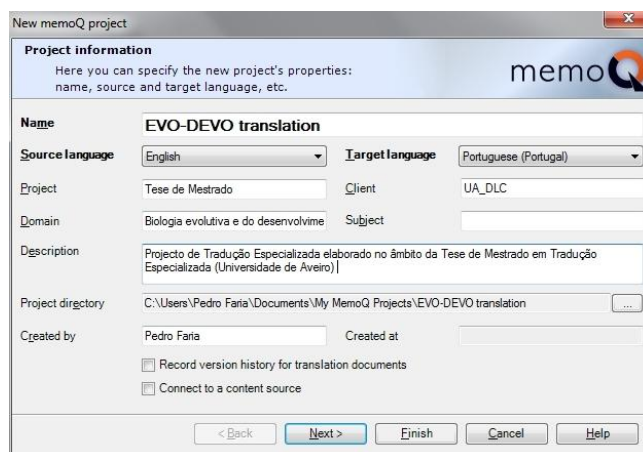 New memoQ project
Project information
Here you can specify the new project's properties:
name, source and target language, etc.
memoQ
Name EVO-DEVO translation
Source language English Target language Portuguese (Portugal)
Project Tese de Mestrado Client UA_DLC
Domain Biologia evolutiva e do desenvolvime Subject
Description Projecto de Tradução Especializada elaborado no âmbito da Tese de Mestrado em Tradução
Especializada (Universidade de Aveiro)
Project directory C:\Users\Pedro Faria\Documents\My MemoQ Projects\EVO-DEVO translation ...
Created by Pedro Faria Created at
Record version history for translation documents
Connect to a content source
< Back Next > Finish Cancel Help